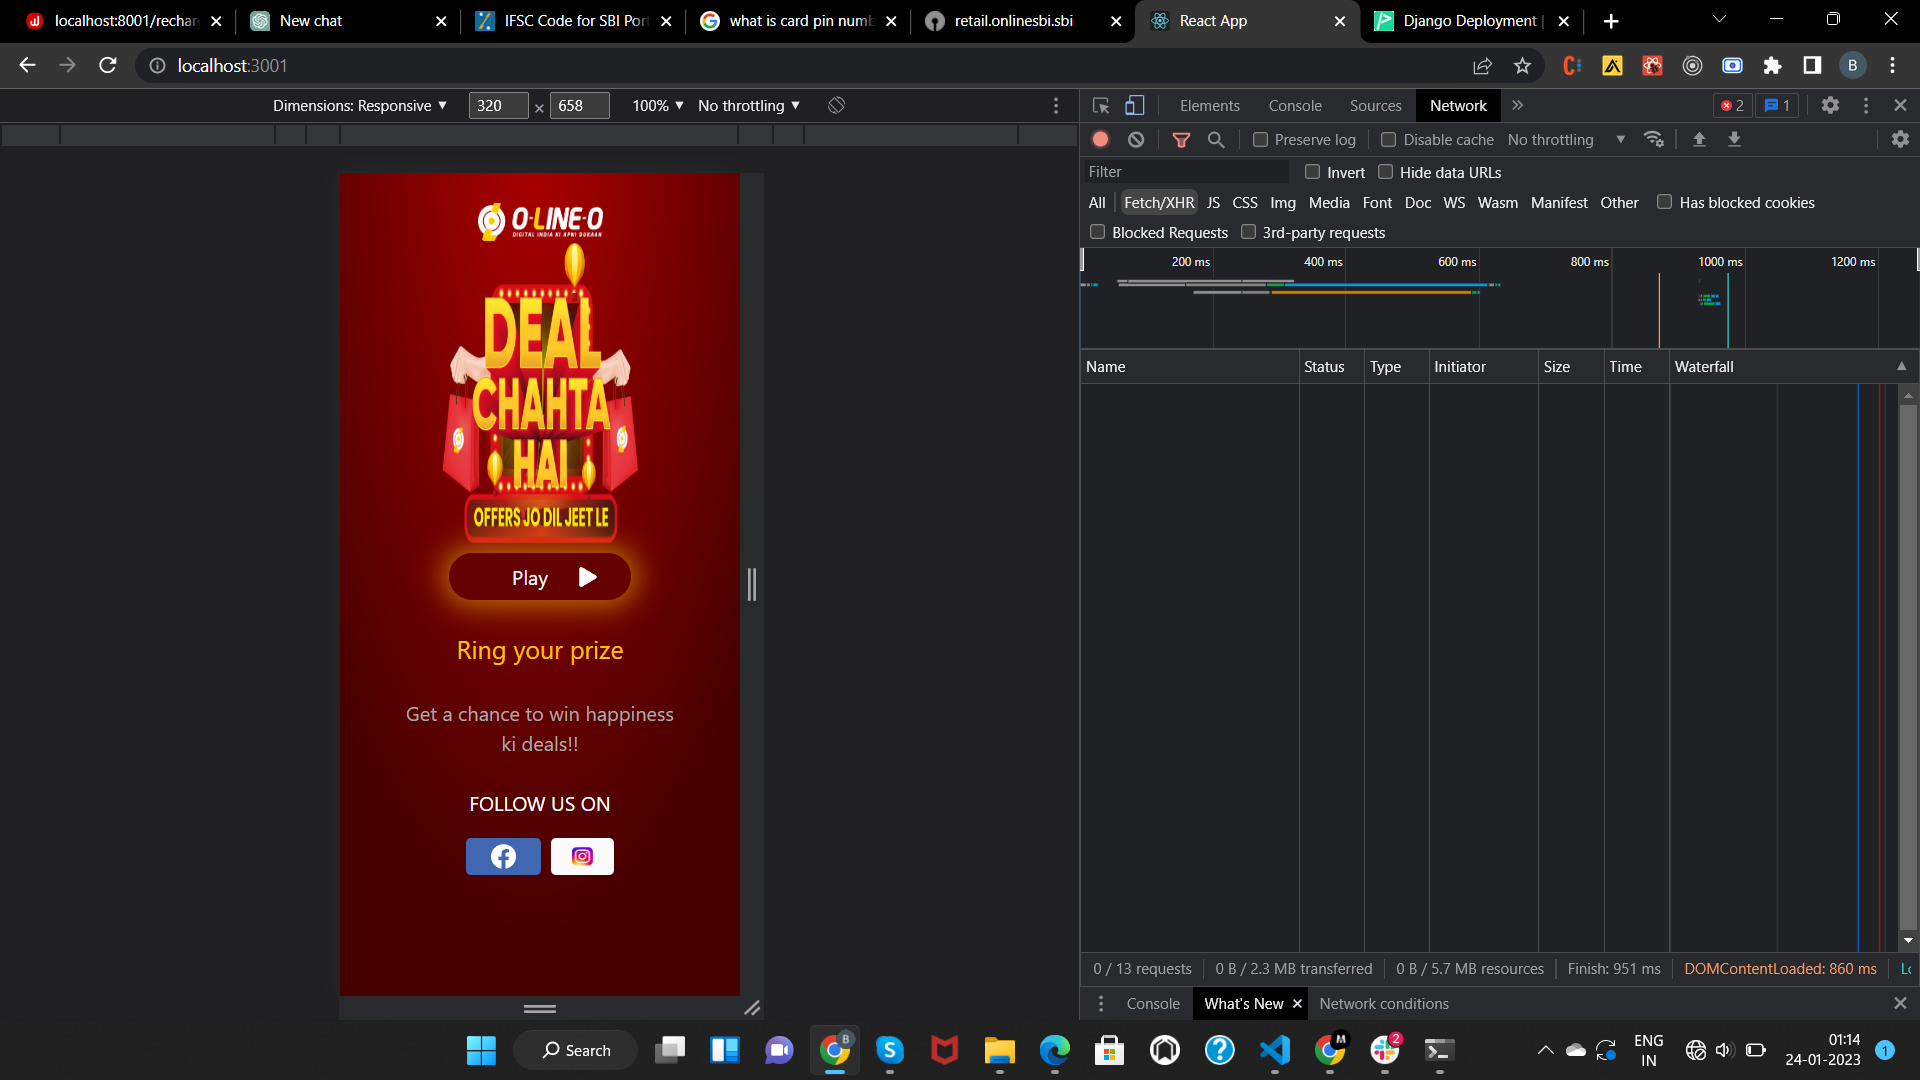 localhost:8001/rechar
New chat
IFSC Code for SBI Port
what is card pin numb
retail.onlinesbi.sbi
React App
Django Deployment |
localhost:3001
B
Dimensions: Responsive ▼ 320 × 658 100% ▼ No throttling ▼
Elements Console Sources Network » 2 1
Preserve log Disable cache No throttling ▼
Filter Invert Hide data URLs
All Fetch/XHR JS CSS Img Media Font Doc WS Wasm Manifest Other Has blocked cookies
Blocked Requests 3rd-party requests
200 ms 400 ms 600 ms 800 ms 1000 ms 1200 ms
Name Status Type Initiator Size Time Waterfall ▲
O-LINE-O
DIGITAL INDIA KI APNI DUKAAN
DEAL
CHAHTA
HAI
OFFERS JO DIL JEET LE
Play
Ring your prize
Get a chance to win happiness
ki deals!!
FOLLOW US ON
0 / 13 requests 0 B / 2.3 MB transferred 0 B / 5.7 MB resources Finish: 951 ms DOMContentLoaded: 860 ms
Console What's New × Network conditions
Search
B
M
2
ENG
IN
01:14
24-01-2023
1